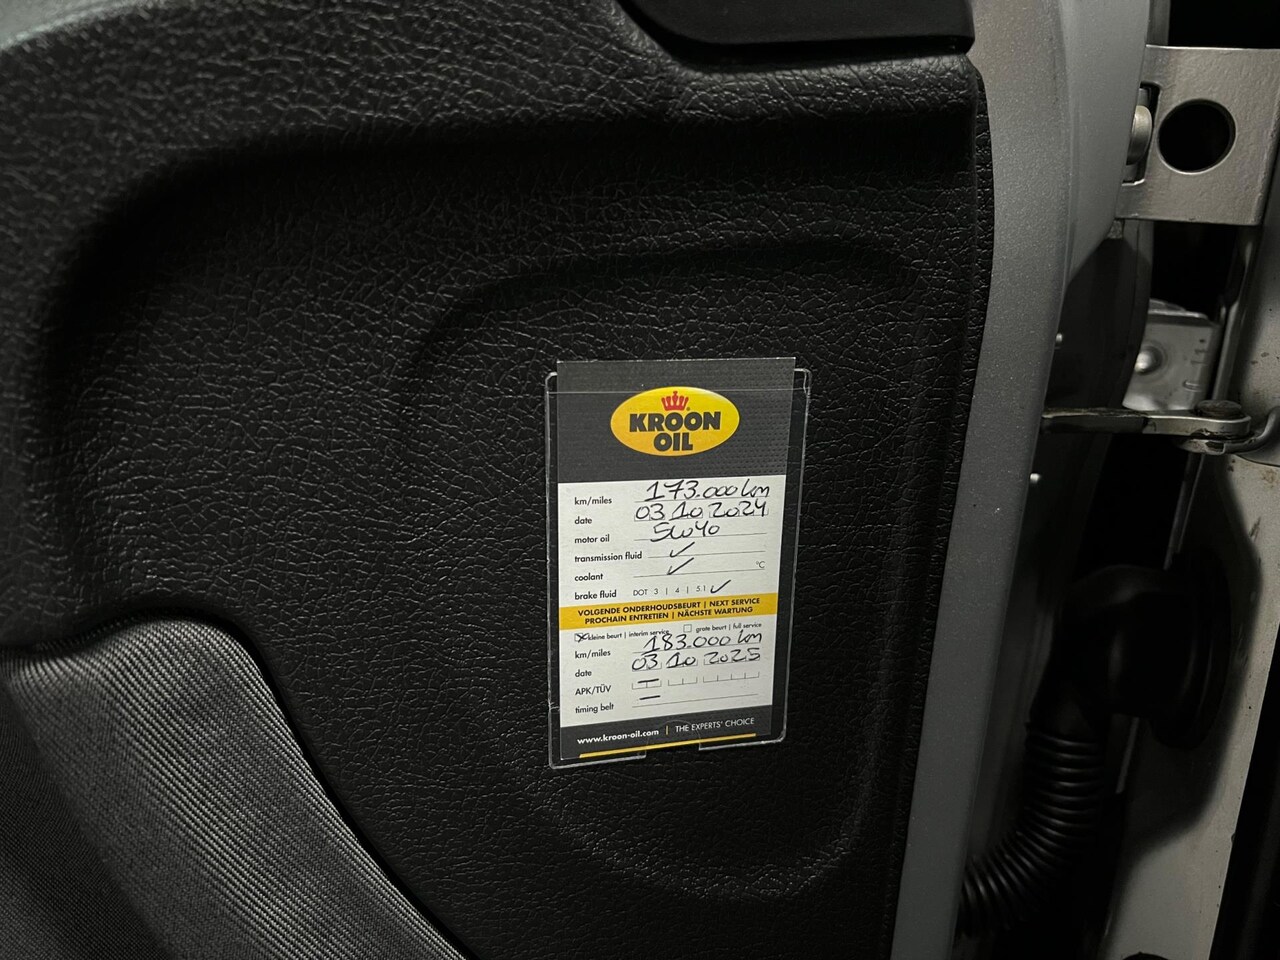 KROON
OIL
km/miles 173.000 km
date 03 10 2024
motor oil 5W40
transmission fluid ✓
coolant ✓ °C
brake fluid DOT 3 | 4 | 5.1 ✓
VOLGENDE ONDERHOUDSBEURT | NEXT SERVICE
PROCHAIN ENTRETIEN | NÄCHSTE WARTUNG
☒ kleine beurt | interim service ☐ grote beurt | full service
km/miles 183.000 km
date 03 10 2025
APK/TÜV —
timing belt —
www.kroon-oil.com | THE EXPERTS' CHOICE